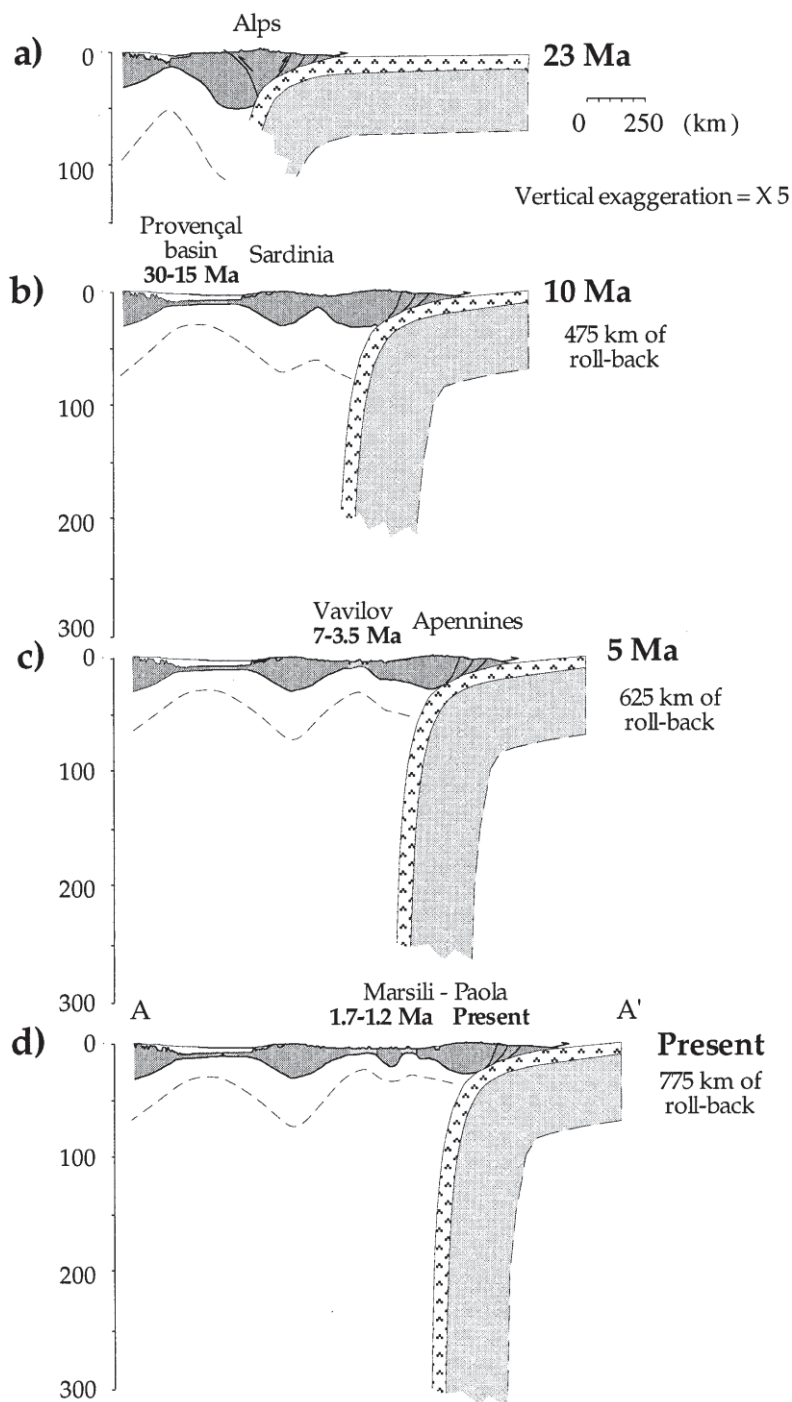 Alps
a)
0
100
23 Ma
0 250 (km)
Vertical exaggeration = X 5
Provençal
basin
30-15 Ma
Sardinia
b)
0
100
200
300
10 Ma
475 km of
roll-back
Vavilov
7-3.5 Ma
Apennines
c)
0
100
200
300
5 Ma
625 km of
roll-back
A
Marsili - Paola
1.7-1.2 Ma Present
A'
d)
0
100
200
300
Present
775 km of
roll-back